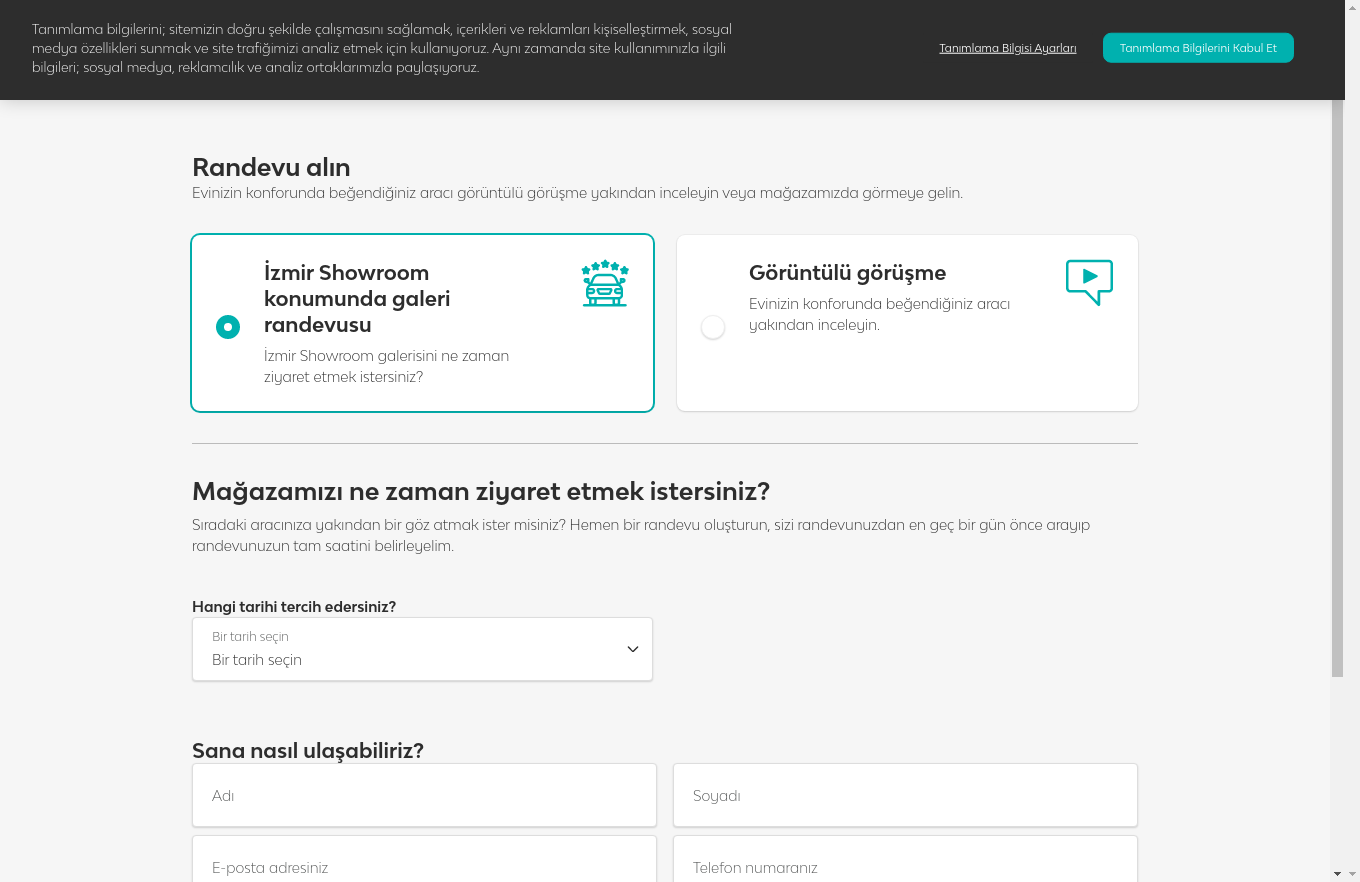 Tanımlama bilgilerini; sitemizin doğru şekilde çalışmasını sağlamak, içerikleri ve reklamları kişiselleştirmek, sosyal
medya özellikleri sunmak ve site trafiğimizi analiz etmek için kullanıyoruz. Aynı zamanda site kullanımınızla ilgili
bilgileri; sosyal medya, reklamcılık ve analiz ortaklarımızla paylaşıyoruz.
Tanımlama Bilgisi Ayarları
Tanımlama Bilgilerini Kabul Et
Randevu alın
Evinizin konforunda beğendiğiniz aracı görüntülü görüşme yakından inceleyin veya mağazamızda görmeye gelin.
İzmir Showroom
konumunda galeri
randevusu
İzmir Showroom galerisini ne zaman
ziyaret etmek istersiniz?
Görüntülü görüşme
Evinizin konforunda beğendiğiniz aracı
yakından inceleyin.
Mağazamızı ne zaman ziyaret etmek istersiniz?
Sıradaki aracınıza yakından bir göz atmak ister misiniz? Hemen bir randevu oluşturun, sizi randevunuzdan en geç bir gün önce arayıp
randevunuzun tam saatini belirleyelim.
Hangi tarihi tercih edersiniz?
Bir tarih seçin
Bir tarih seçin
Sana nasıl ulaşabiliriz?
Adı
Soyadı
E-posta adresiniz
Telefon numaranız